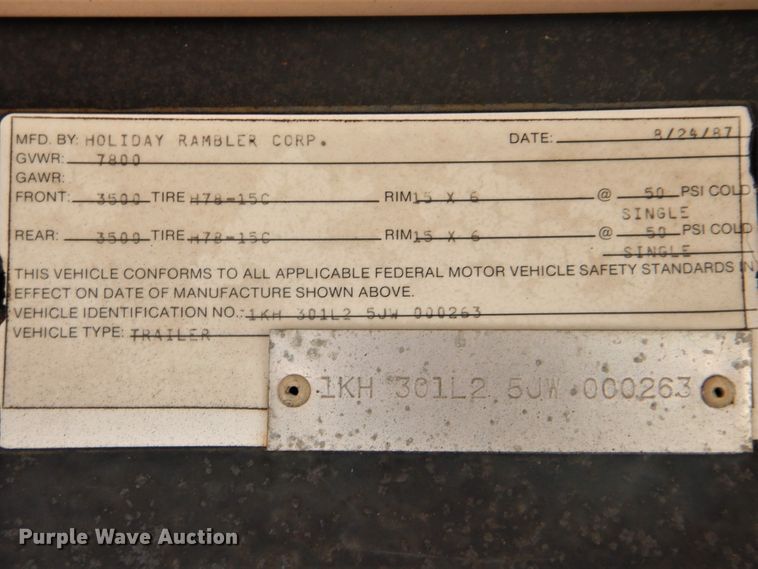 MFD. BY: HOLIDAY RAMBLER CORP. DATE: 8/24/87
GVWR: 7800
GAWR:
FRONT: 3500 TIRE H78-15C RIM 15 X 6 @ 50 PSI COLD
SINGLE
REAR: 3500 TIRE H78-15C RIM 15 X 6 @ 50 PSI COLD
SINGLE
THIS VEHICLE CONFORMS TO ALL APPLICABLE FEDERAL MOTOR VEHICLE SAFETY STANDARDS IN
EFFECT ON DATE OF MANUFACTURE SHOWN ABOVE.
VEHICLE IDENTIFICATION NO.: 1KH 301L2 5JW 000263
VEHICLE TYPE: TRAILER
1KH 301L2 5JW 000263
Purple Wave Auction